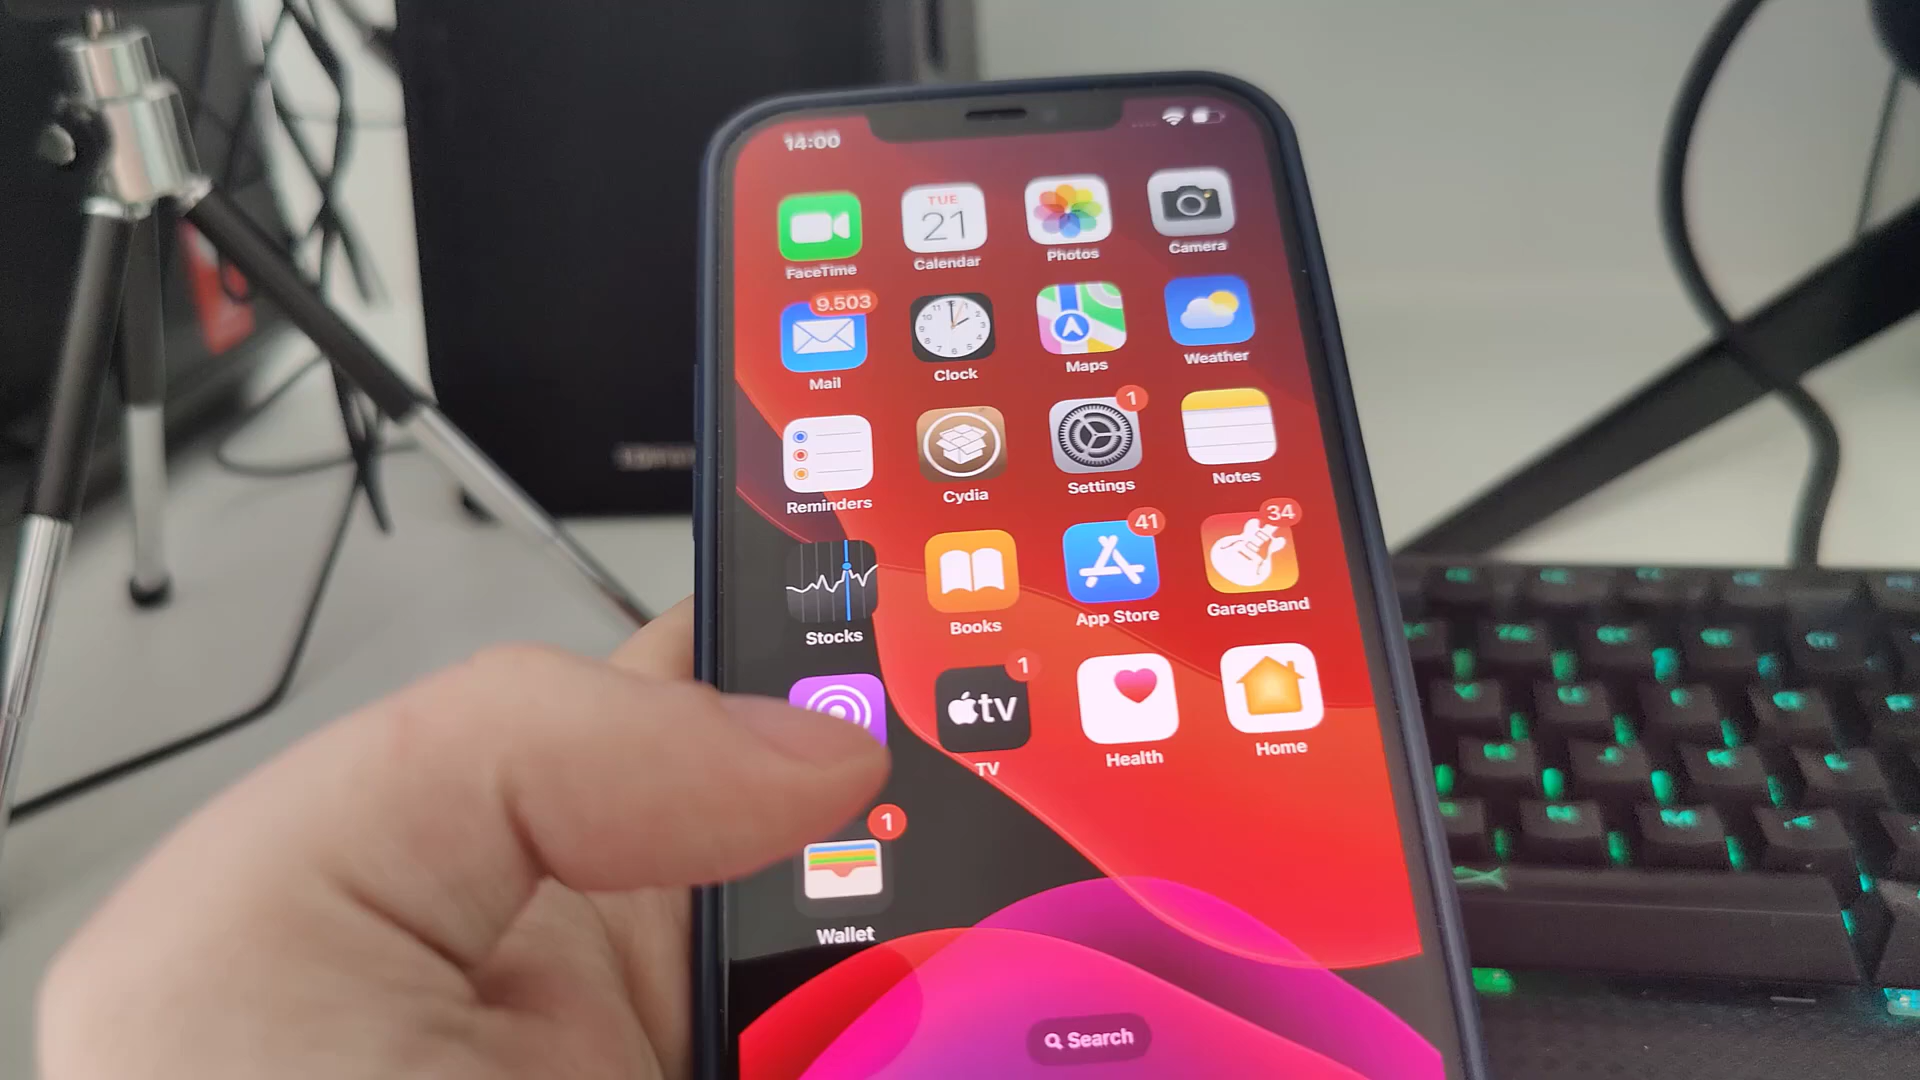 14:00
TUE
21
FaceTime
Calendar
Photos
Camera
9.503
Mail
Clock
Maps
Weather
1
Reminders
Cydia
Settings
Notes
41
34
Stocks
Books
App Store
GarageBand
1
tv
TV
Health
Home
1
Wallet
Search